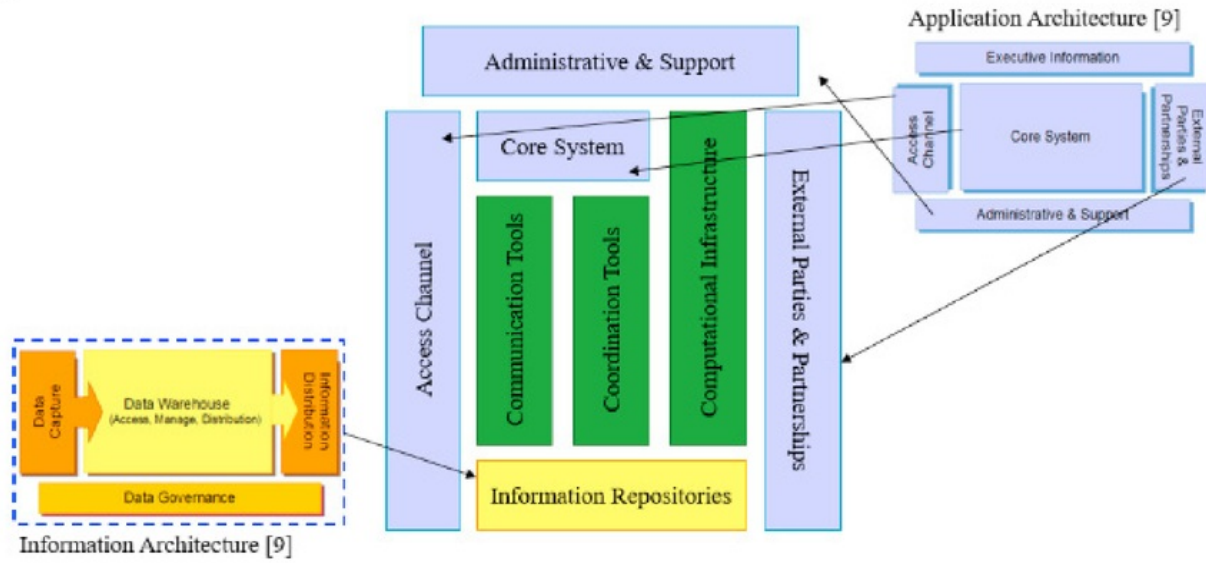 Application Architecture [9]
Executive Information
Access
Channel
Core System
External
Parties &
Partnerships
Administrative & Support
Administrative & Support
Core System
Access Channel
Communication Tools
Coordination Tools
Computational Infrastructure
External Parties & Partnerships
Information Repositories
Data
Capture
Data Warehouse
(Access, Manage, Distribution)
Information
Distribution
Data Governance
Information Architecture [9]